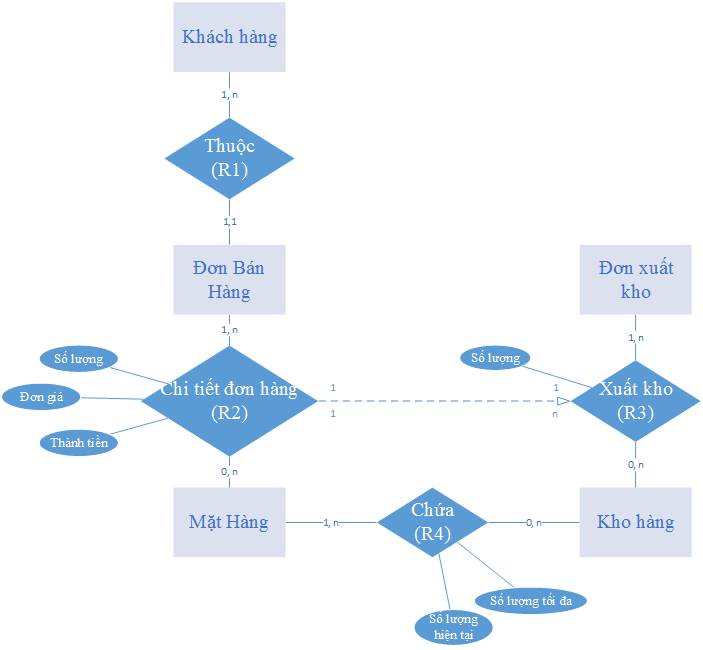 Khách hàng
1, n
Thuộc
(R1)
1,1
Đơn Bán
Hàng
Đơn xuất
kho
1, n
1, n
Số lượng
Số lượng
Đơn giá
Chi tiết đơn hàng
(R2)
1
1
1
n
Xuất kho
(R3)
Thành tiền
0, n
0, n
Mặt Hàng
1, n
Chứa
(R4)
0, n
Kho hàng
Số lượng tối đa
Số lượng
hiện tại